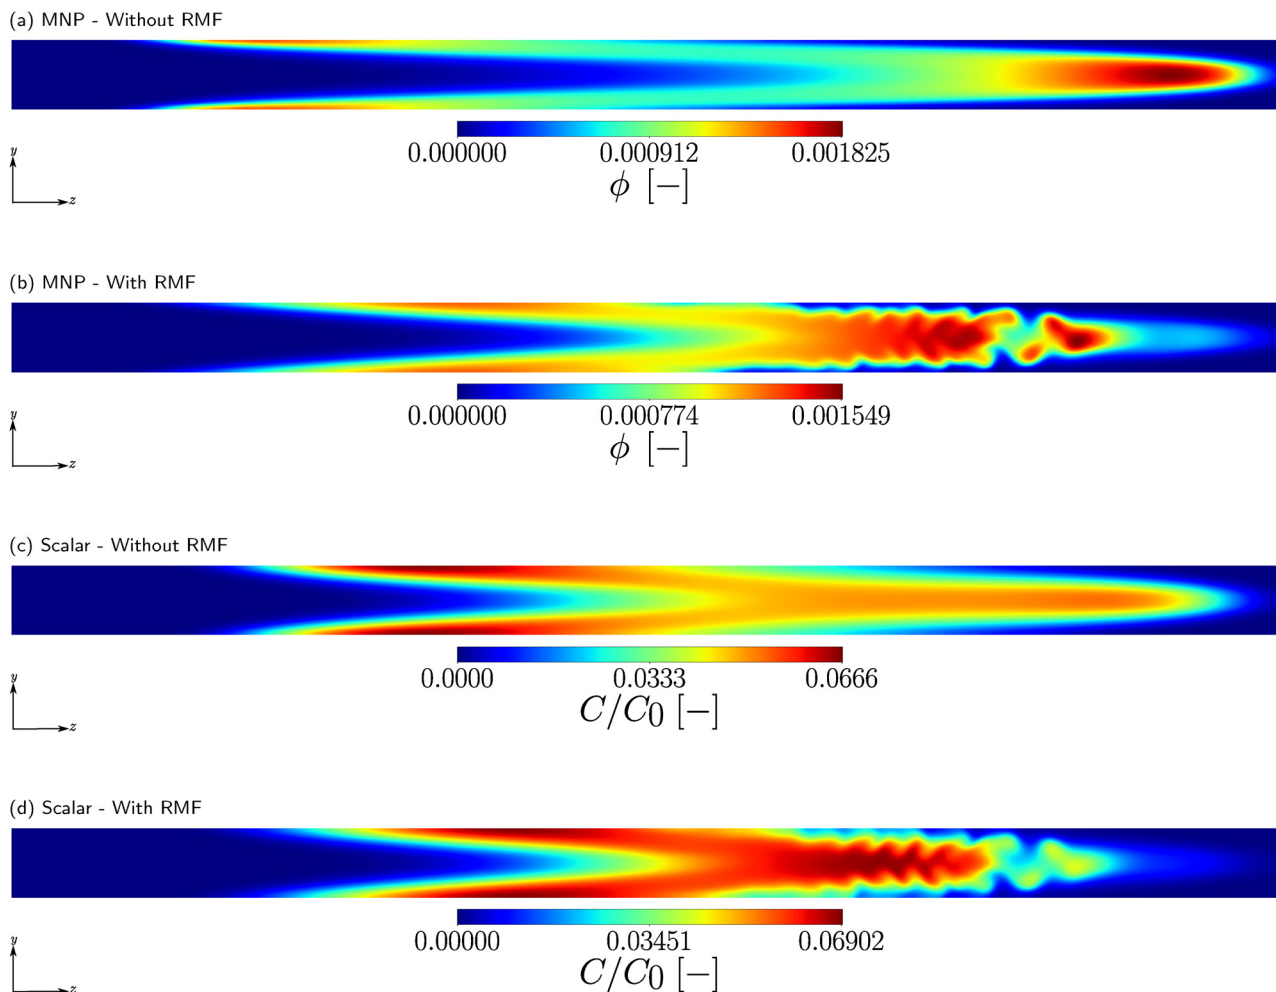 (a) MNP - Without RMF
0.000000 0.000912 0.001825
ϕ [−]
y
z
(b) MNP - With RMF
0.000000 0.000774 0.001549
ϕ [−]
y
z
(c) Scalar - Without RMF
0.0000 0.0333 0.0666
C/C0 [−]
y
z
(d) Scalar - With RMF
0.00000 0.03451 0.06902
C/C0 [−]
y
z